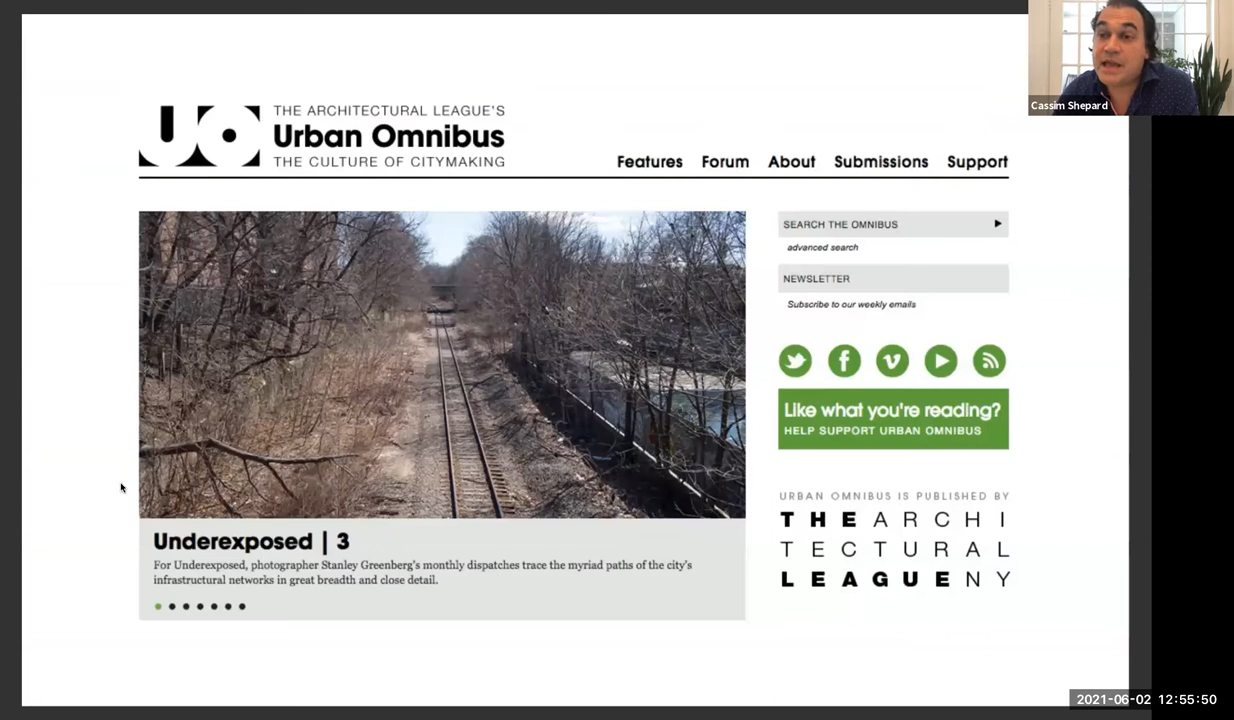 Cassim Shepard
UO
THE ARCHITECTURAL LEAGUE'S
Urban Omnibus
THE CULTURE OF CITYMAKING
Features Forum About Submissions Support
SEARCH THE OMNIBUS
advanced search
NEWSLETTER
Subscribe to our weekly emails
Like what you're reading?
HELP SUPPORT URBAN OMNIBUS
URBAN OMNIBUS IS PUBLISHED BY
THE ARCHI
TECTURAL
LEAGUE NY
Underexposed | 3
For Underexposed, photographer Stanley Greenberg's monthly dispatches trace the myriad paths of the city's
infrastructural networks in great breadth and close detail.
2021-06-02 12:55:50